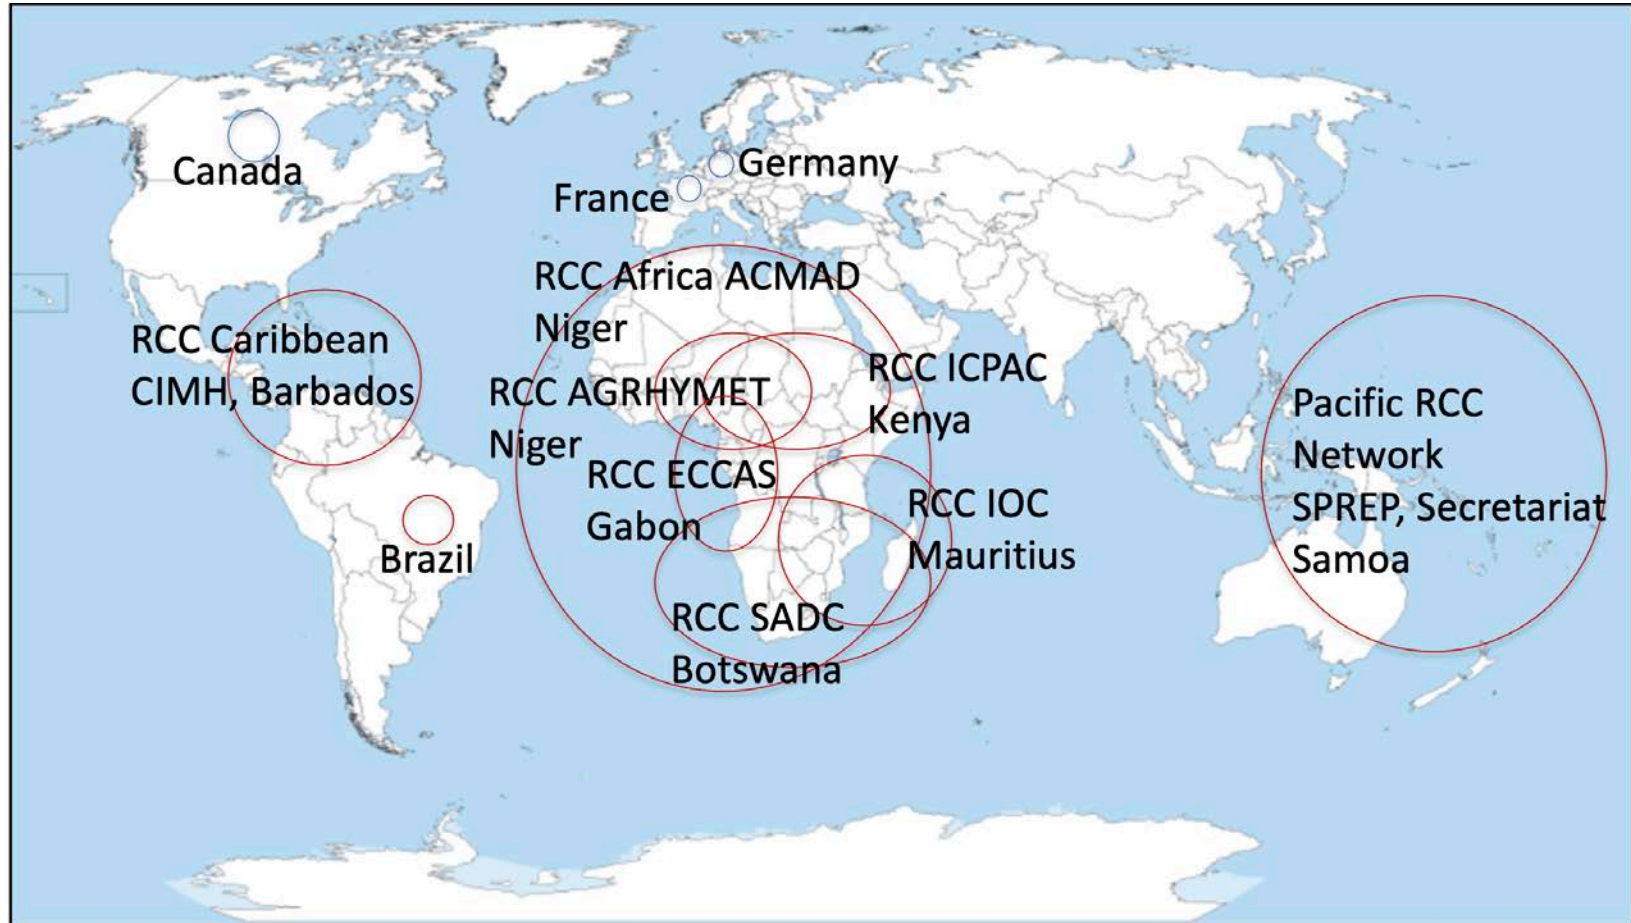 Canada
Germany
France
RCC Africa ACMAD
Niger
RCC Caribbean
CIMH, Barbados
RCC AGRHYMET
Niger
RCC ICPAC
Kenya
RCC ECCAS
Gabon
RCC IOC
Mauritius
Pacific RCC
Network
SPREP, Secretariat
Samoa
Brazil
RCC SADC
Botswana